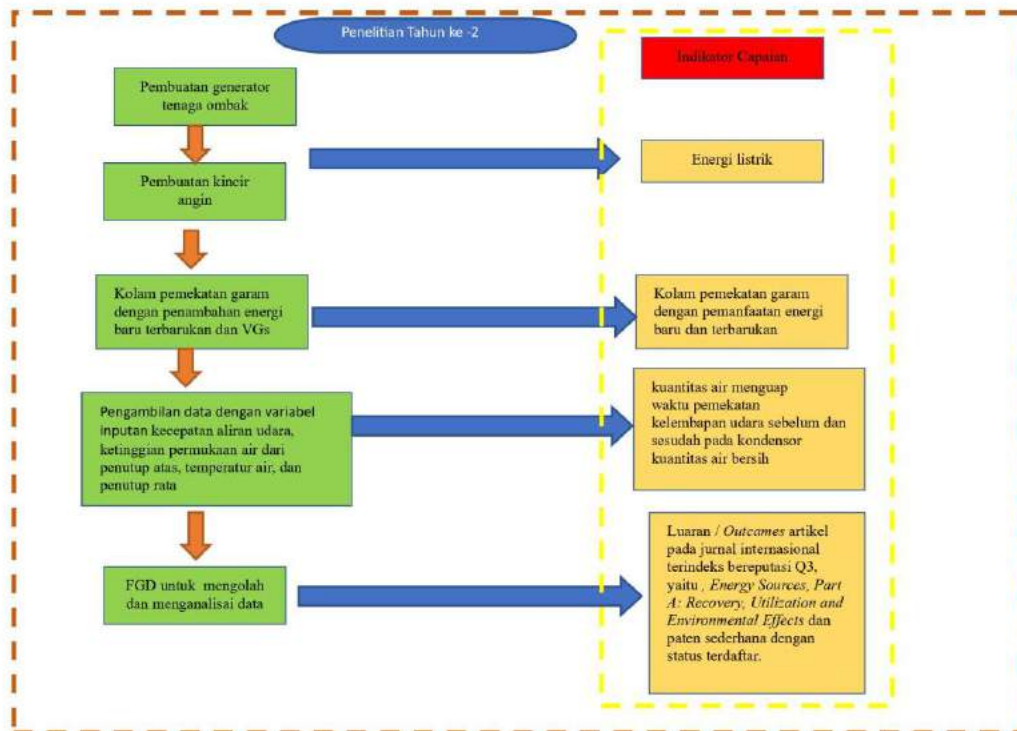 Penelitian Tahun ke -2
Indikator Capaian
Pembuatan generator
tenaga ombak
Energi listrik
Pembuatan kincir
angin
Kolam pemekatan garam
dengan penambahan energi
baru terbarukan dan VGs
Kolam pemekatan garam
dengan pemanfaatan energi
baru dan terbarukan
Pengambilan data dengan variabel
inputan kecepatan aliran udara,
ketinggian permukaan air dari
penutup atas, temperatur air, dan
penutup rata
kuantitas air menguap
waktu pemekatan
kelembapan udara sebelum dan
sesudah pada kondensor
kuantitas air bersih
FGD untuk mengolah
dan menganalisai data
Luaran / Outcomes artikel
pada jurnal internasional
terindeks bereputasi Q3,
yaitu , Energy Sources, Part
A: Recovery, Utilization and
Environmental Effects dan
paten sederhana dengan
status terdaftar.